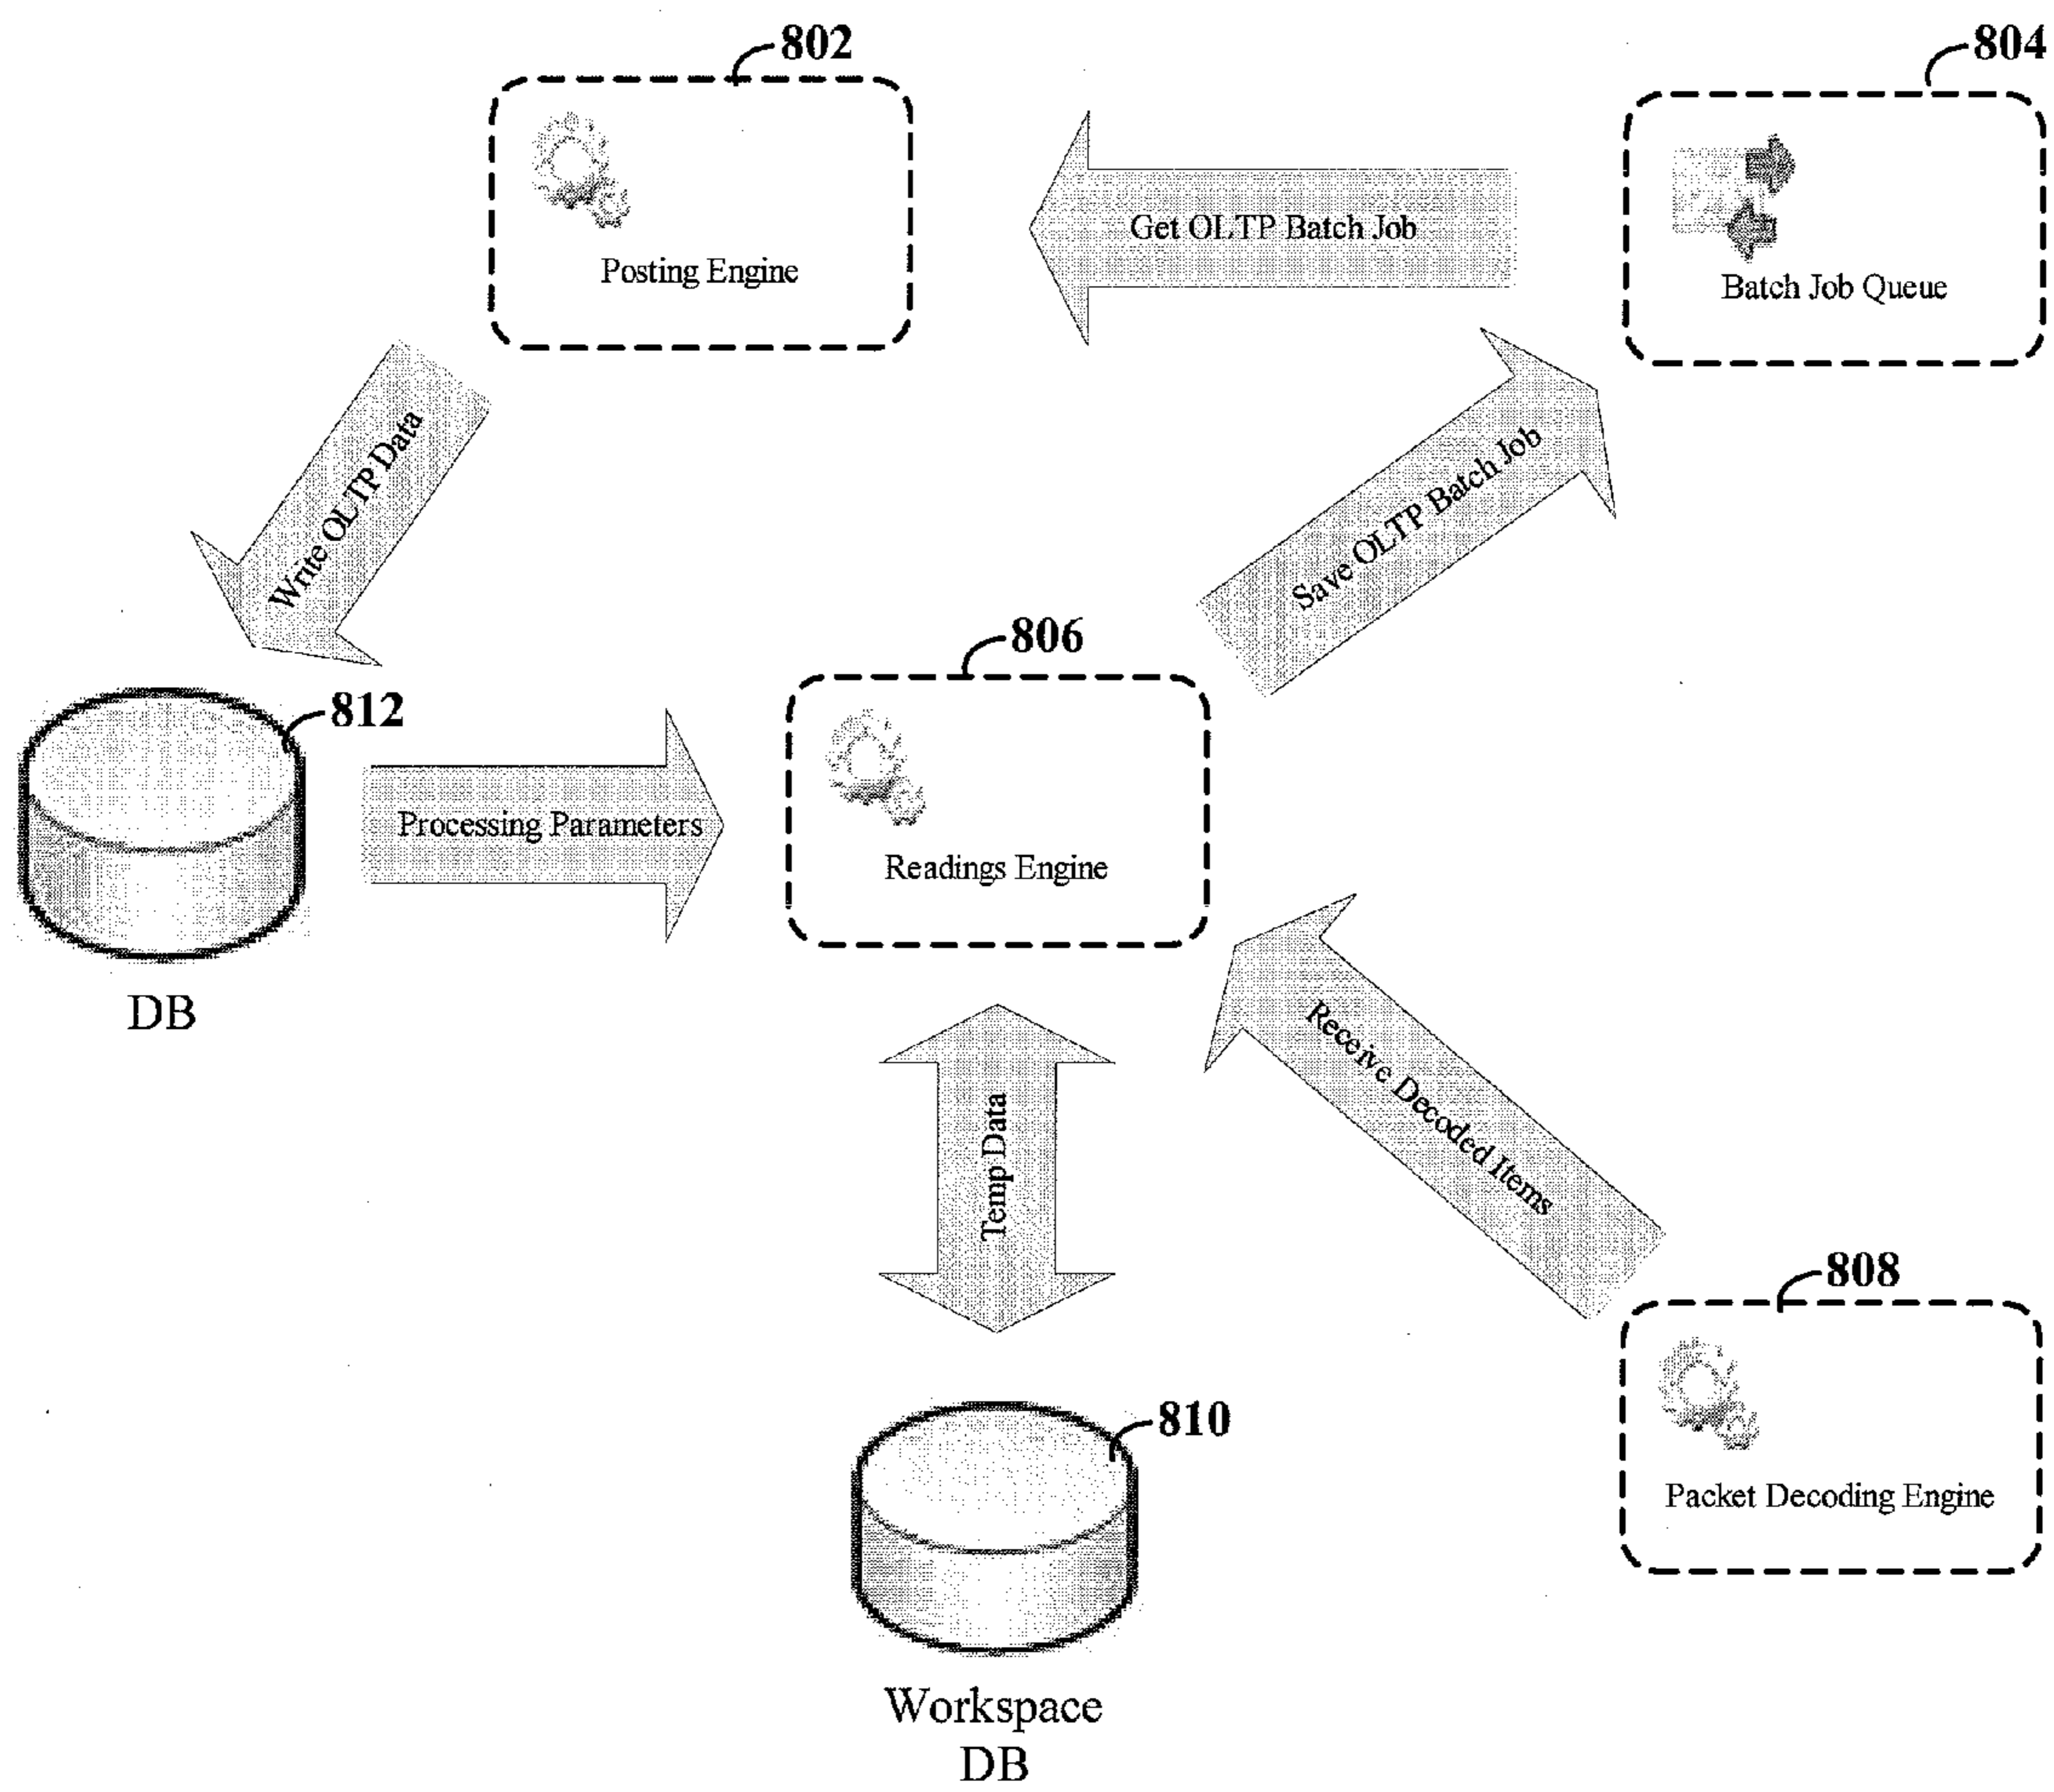 802
804
Get OLTP Batch Job
Posting Engine
Batch Job Queue
Write OLTP Data
Save OLTP Batch Job
806
812
Processing Parameters
Readings Engine
DB
Receive Decoded Items
Temp Data
808
810
Packet Decoding Engine
Workspace
DB